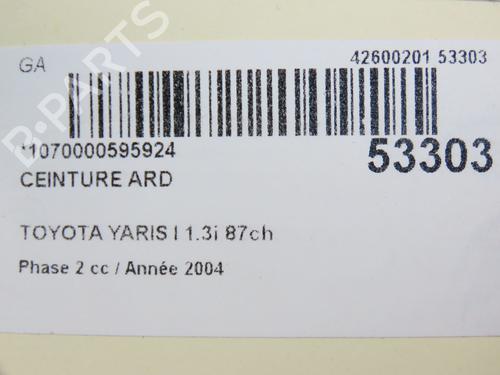 GA
42600201 53303
*1070000595924
53303
CEINTURE ARD
TOYOTA YARIS I 1.3i 87ch
Phase 2 cc / Année 2004
B-PARTS